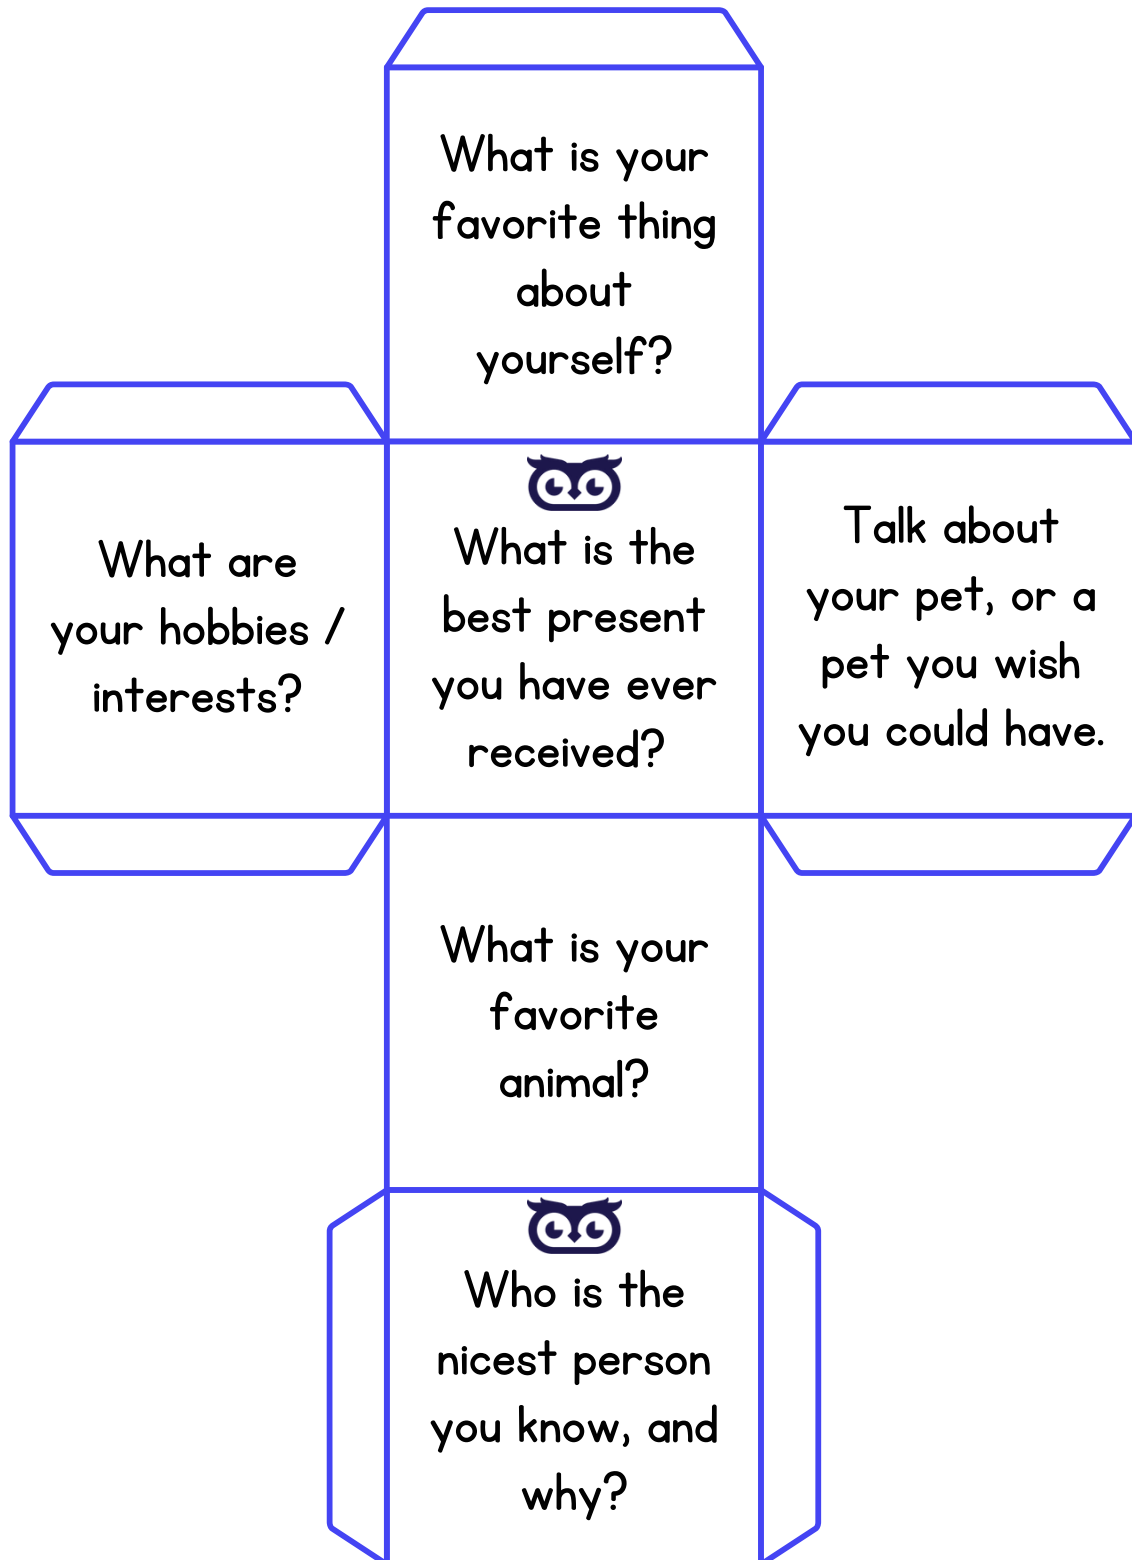 What is your
favorite thing
about
yourself?
What are
your hobbies /
interests?
What is the
best present
you have ever
received?
Talk about
your pet, or a
pet you wish
you could have.
What is your
favorite
animal?
Who is the
nicest person
you know, and
why?